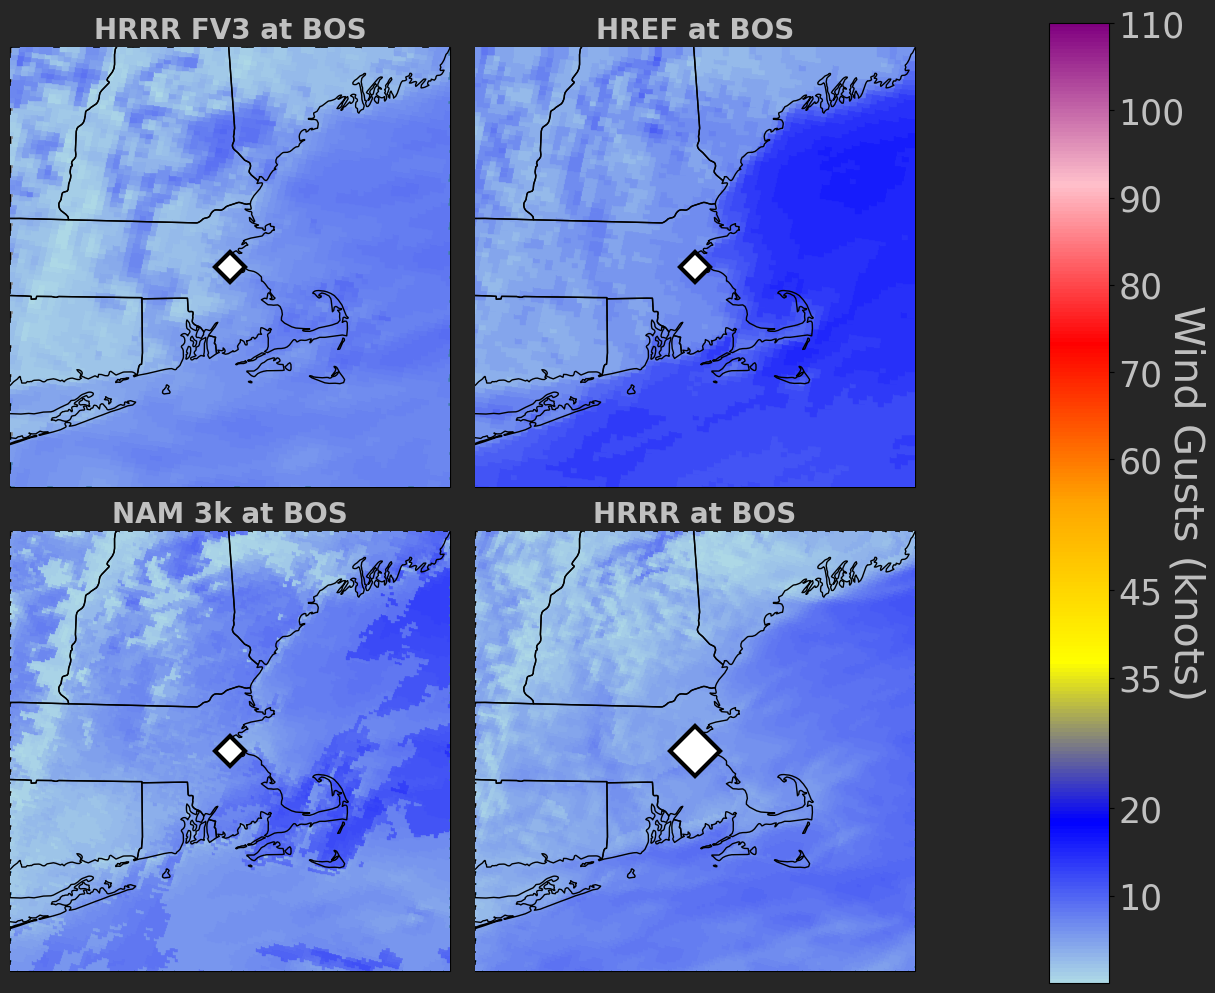 HRRR FV3 at BOS
HREF at BOS
NAM 3k at BOS
HRRR at BOS
110
100
90
80
70
60
45
35
20
10
Wind Gusts (knots)